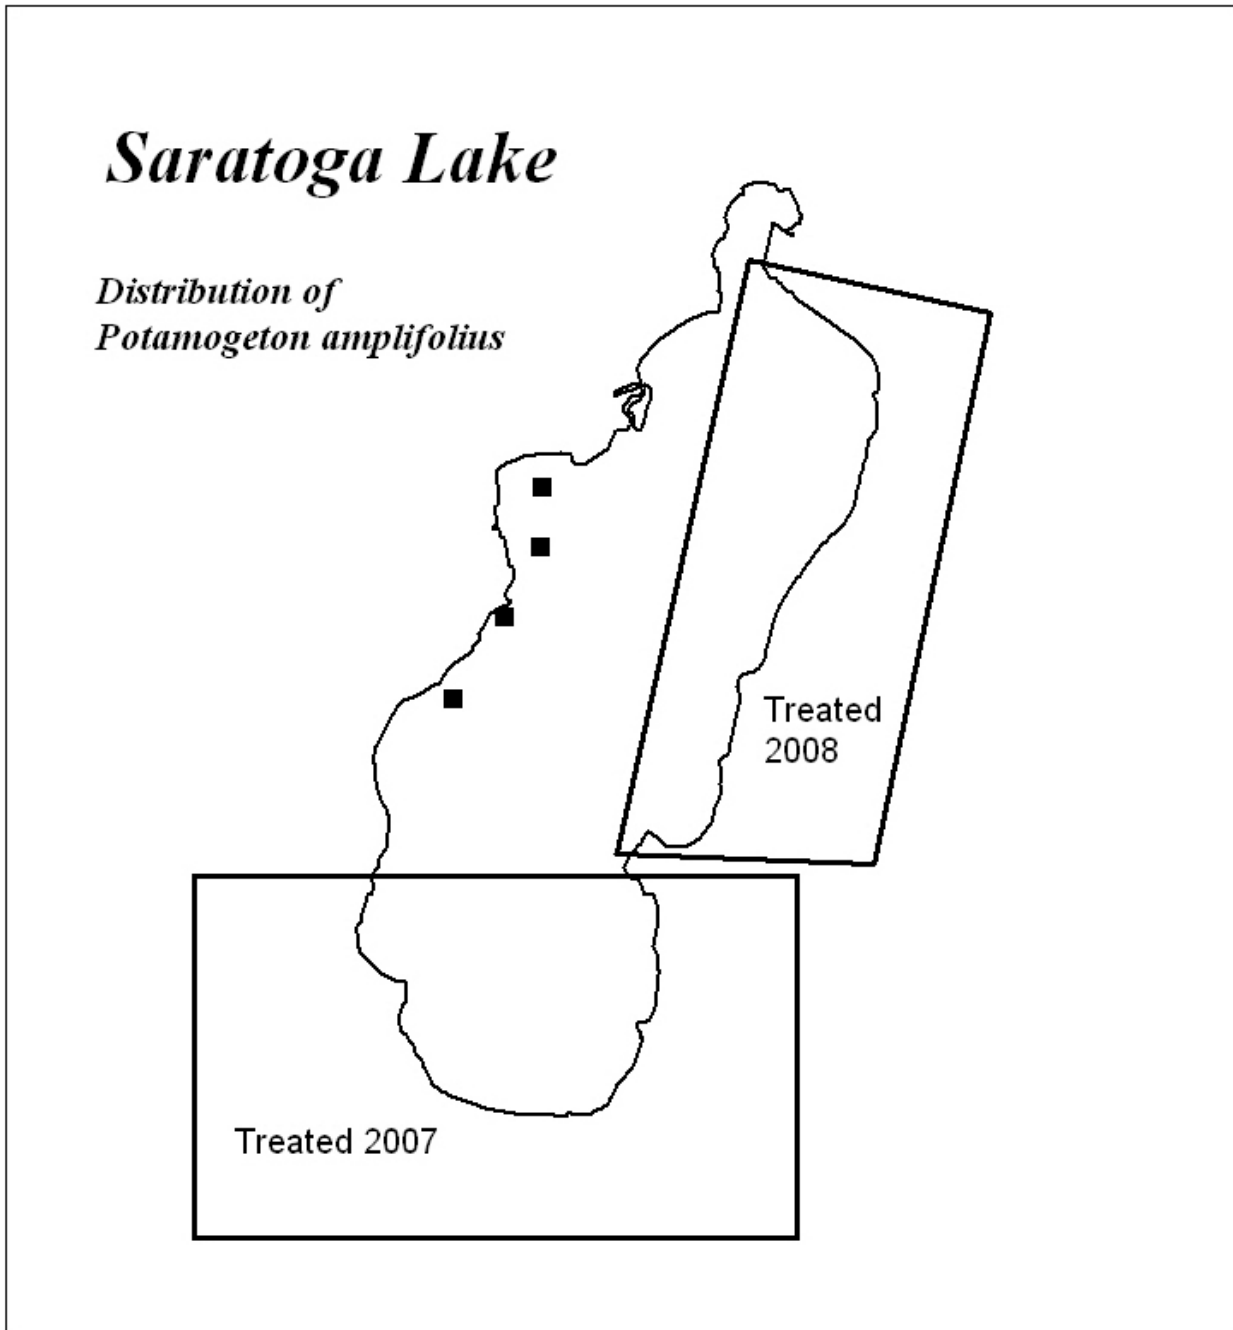 Saratoga Lake
Distribution of
Potamogeton amplifolius
Treated
2008
Treated 2007